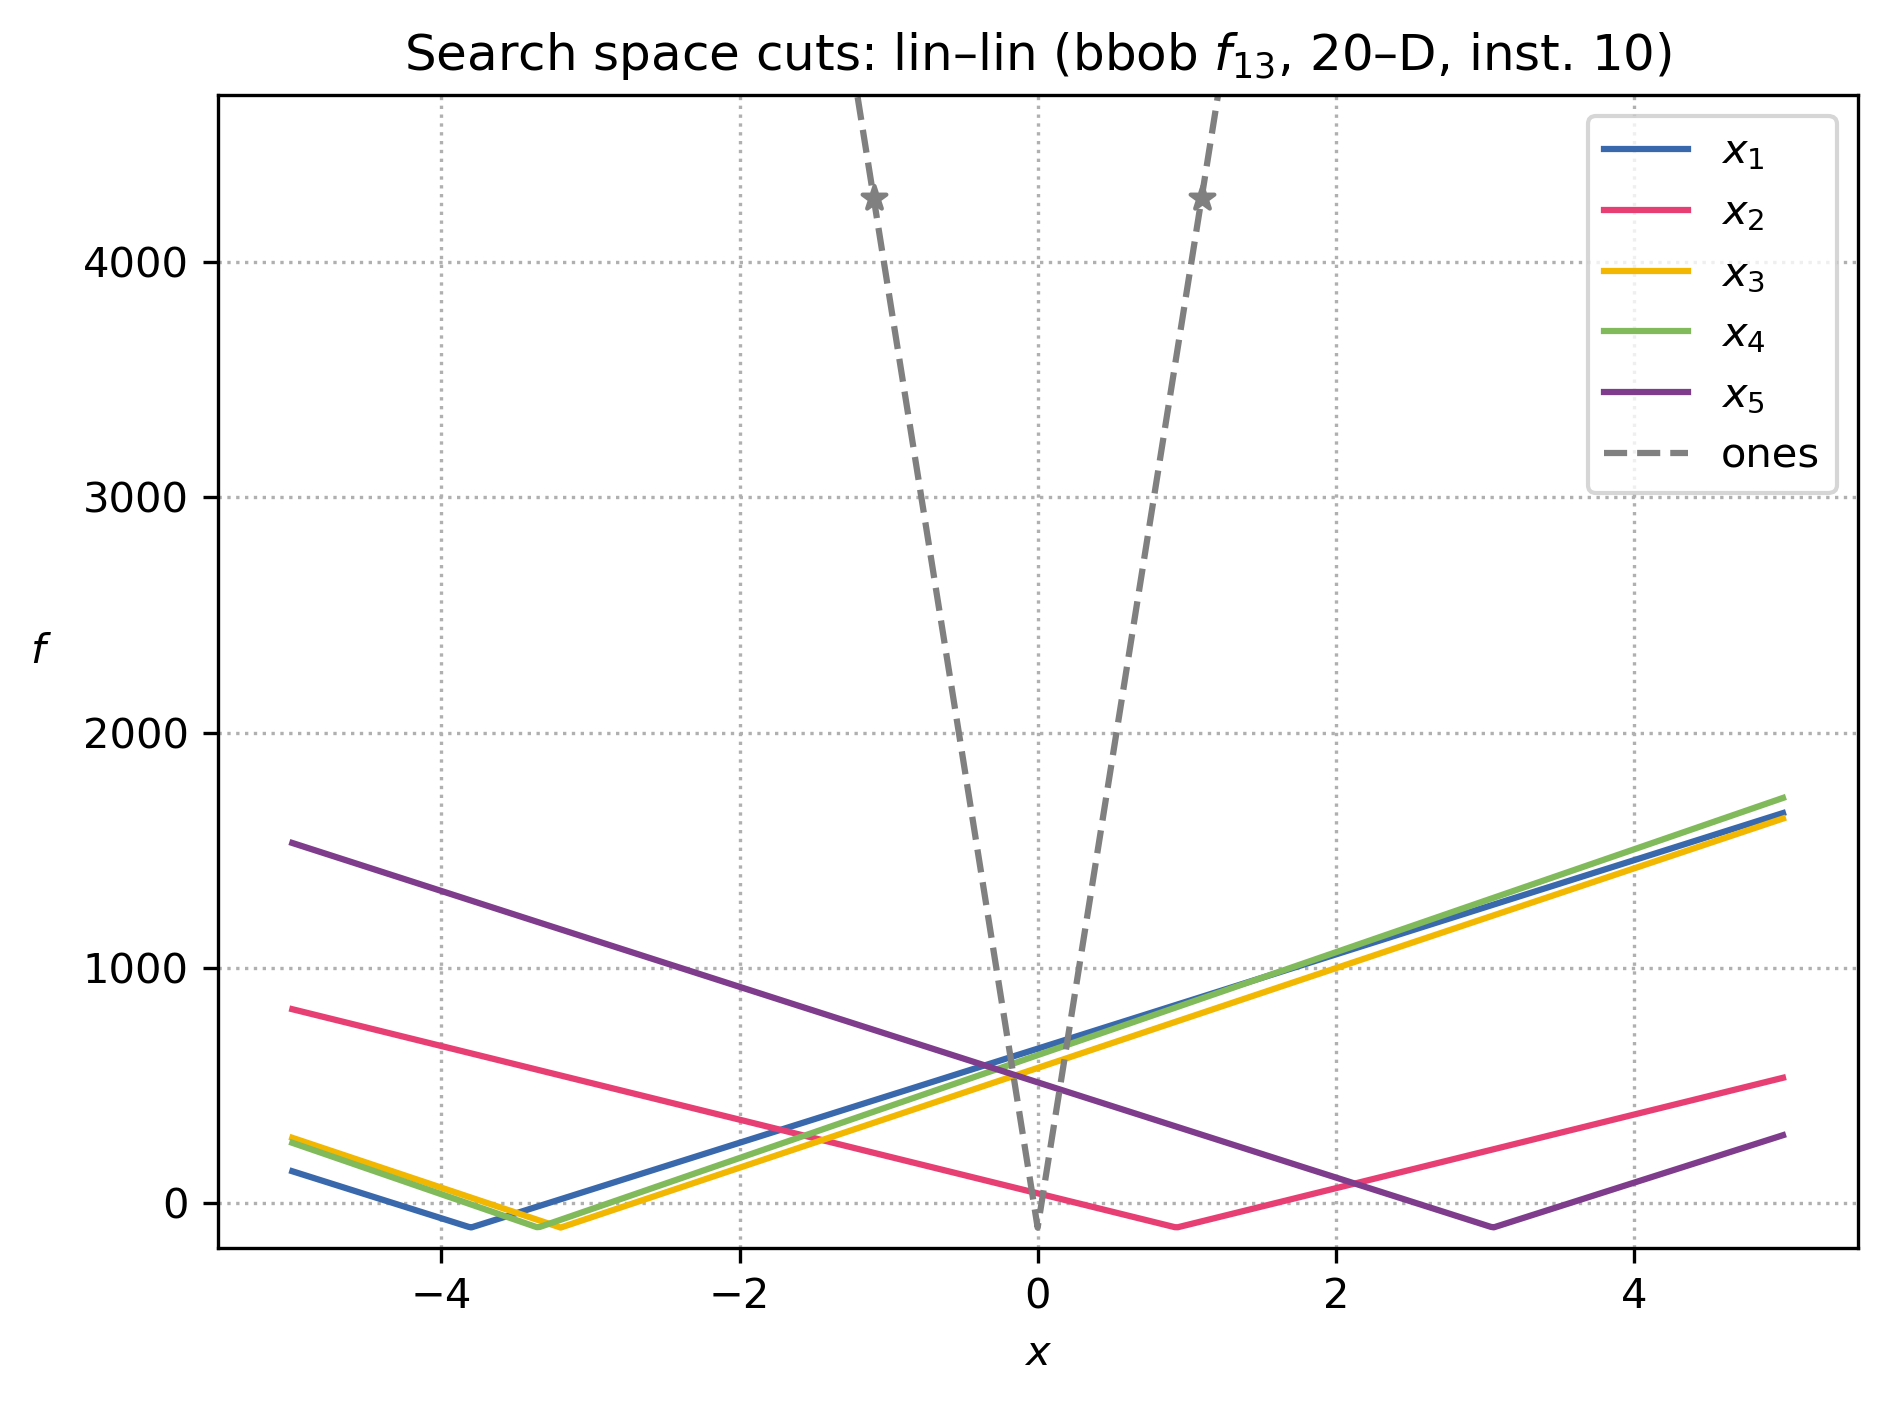 Search space cuts: lin–lin (bbob f13, 20–D, inst. 10)
x1
x2
x3
x4
x5
ones
4000
3000
2000
1000
0
f
−4 −2 0 2 4
x